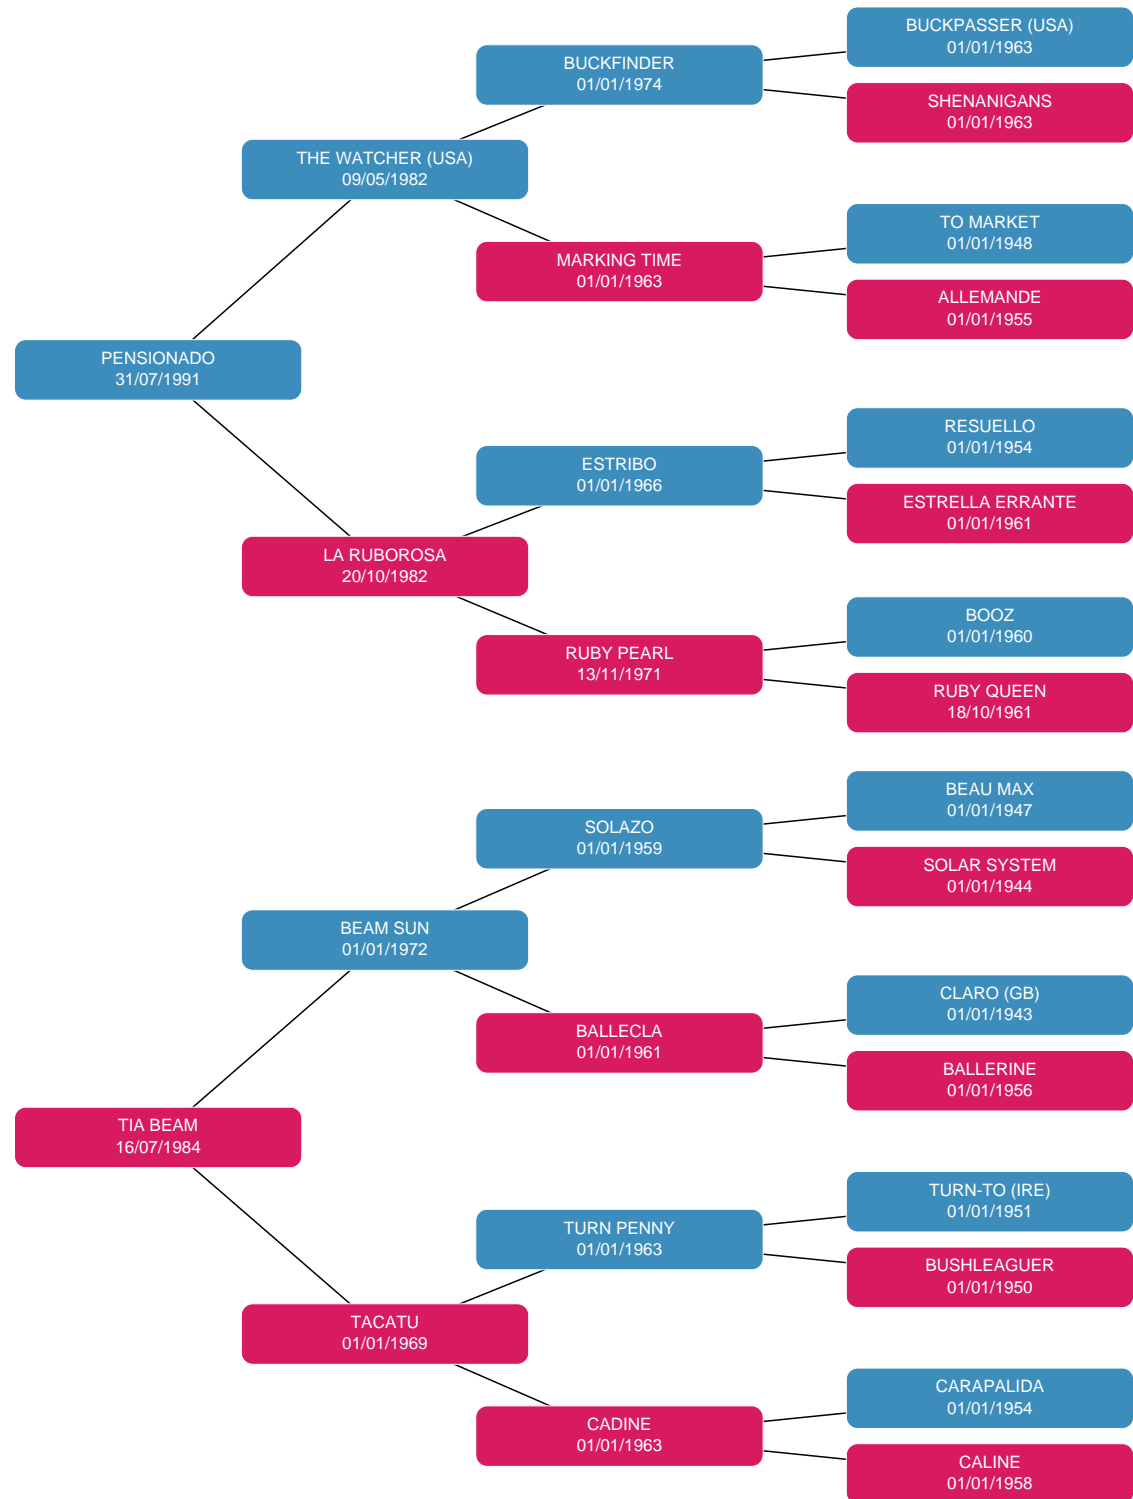 BUCKPASSER (USA)
01/01/1963
BUCKFINDER
01/01/1974
SHENANIGANS
01/01/1963
THE WATCHER (USA)
09/05/1982
TO MARKET
01/01/1948
MARKING TIME
01/01/1963
ALLEMANDE
01/01/1955
PENSIONADO
31/07/1991
RESUELLO
01/01/1954
ESTRIBO
01/01/1966
ESTRELLA ERRANTE
01/01/1961
LA RUBOROSA
20/10/1982
BOOZ
01/01/1960
RUBY PEARL
13/11/1971
RUBY QUEEN
18/10/1961
BEAU MAX
01/01/1947
SOLAZO
01/01/1959
SOLAR SYSTEM
01/01/1944
BEAM SUN
01/01/1972
CLARO (GB)
01/01/1943
BALLECLA
01/01/1961
BALLERINE
01/01/1956
TIA BEAM
16/07/1984
TURN-TO (IRE)
01/01/1951
TURN PENNY
01/01/1963
BUSHLEAGUER
01/01/1950
TACATU
01/01/1969
CARAPALIDA
01/01/1954
CADINE
01/01/1963
CALINE
01/01/1958